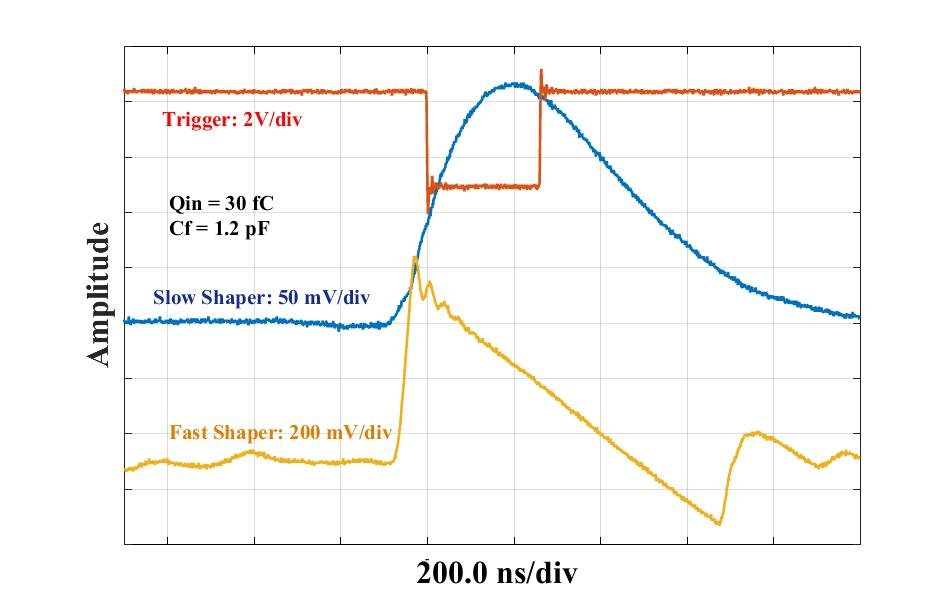 Trigger: 2V/div
Qin = 30 fC
Cf = 1.2 pF
Amplitude
Slow Shaper: 50 mV/div
Fast Shaper: 200 mV/div
200.0 ns/div